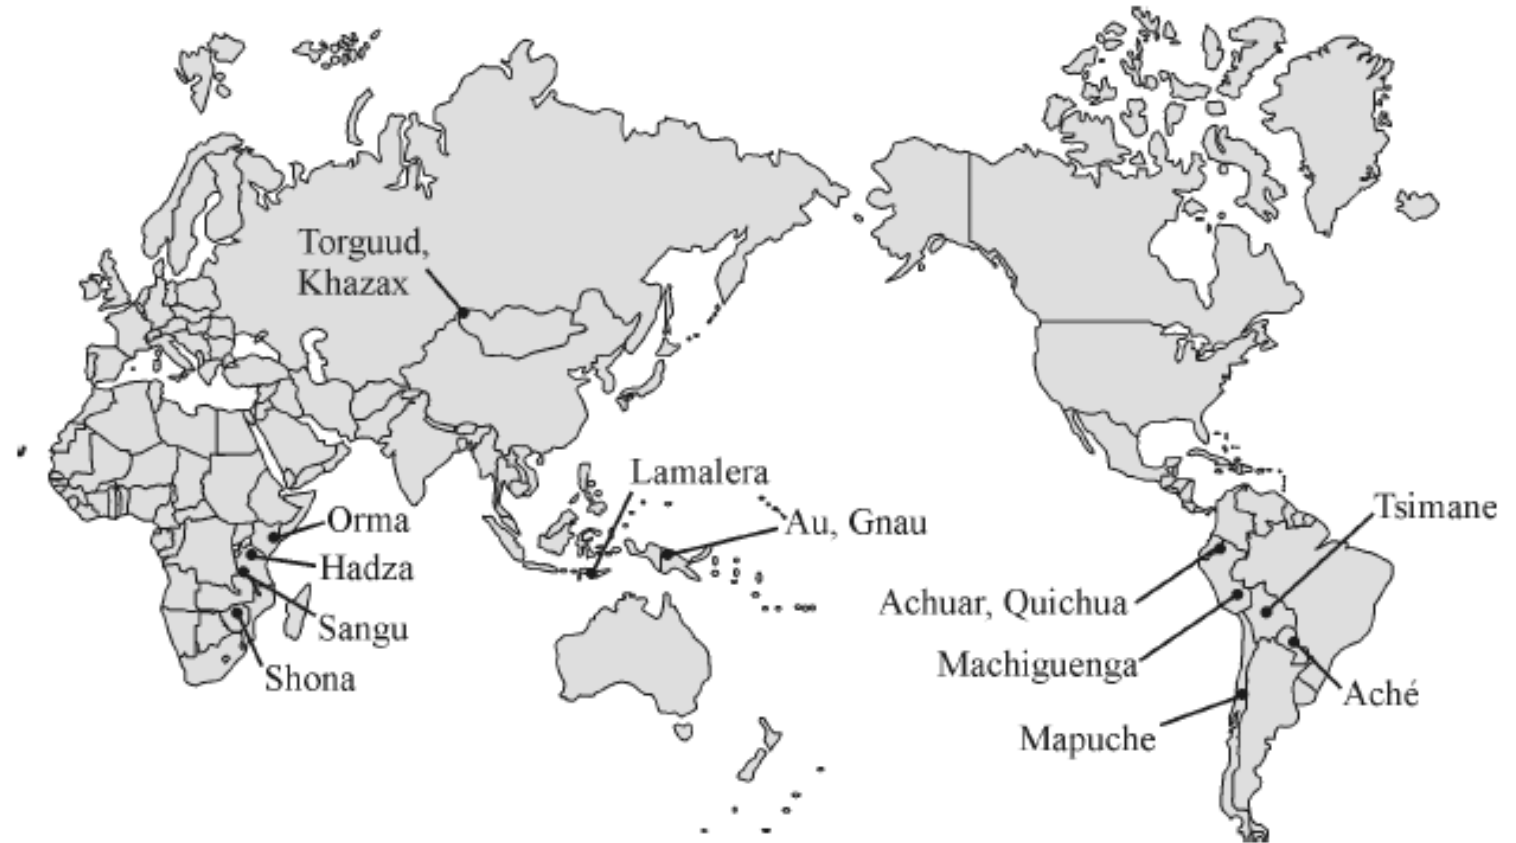 Torguud,
Khazax
Lamalera
Orma
Au, Gnau
Tsimane
Hadza
Achuar, Quichua
Sangu
Machiguenga
Shona
Aché
Mapuche